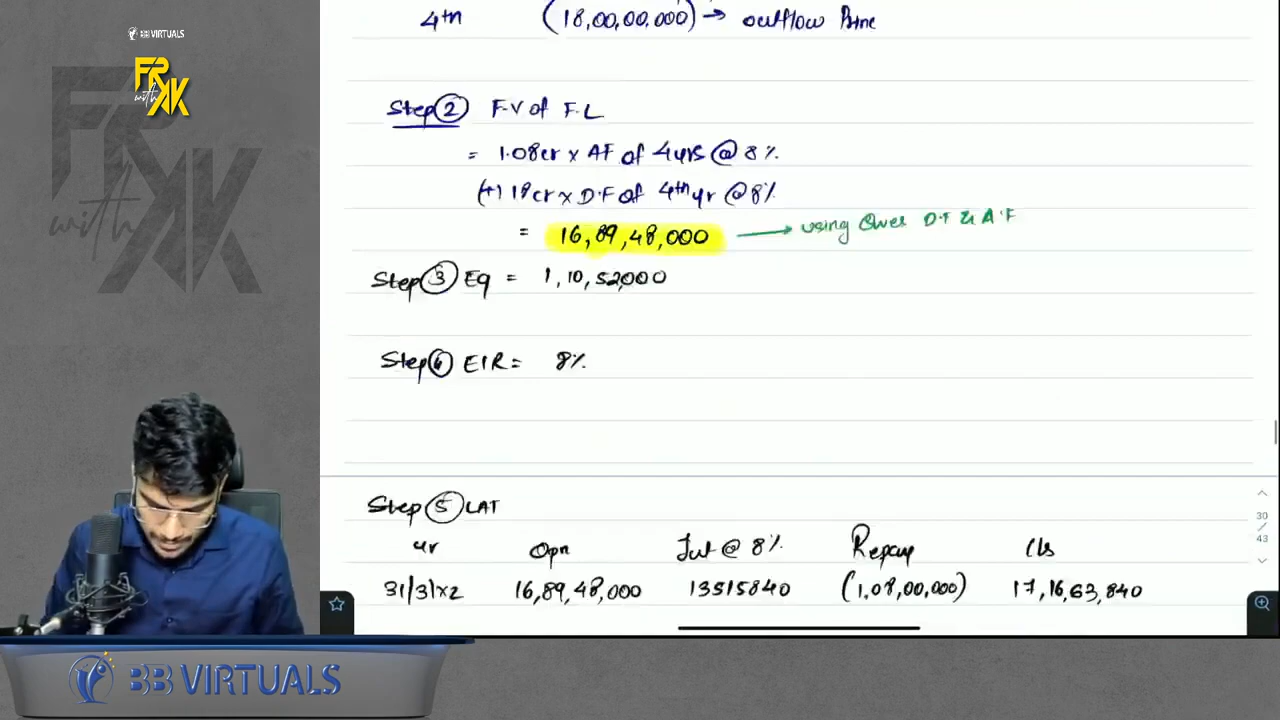 4th (18,00,00,000) → outflow
BB VIRTUALS
FR with AK
Step ② F.V of F.L
= 1.08cr x AF of 4yrs @ 8%
(+) 18cr x D.F of 4th yr @ 8%
= 16,89,48,000 → using Ques D.F & A.F
Step ③ Eq = 1,10,52,000
Step ④ EIR = 8%
Step ⑤ LAT
yr Opn Int @ 8% Repay Cls
31/3/x2 16,89,48,000 13515840 (1,08,00,000) 17,16,63,840
30
/
43
BB VIRTUALS